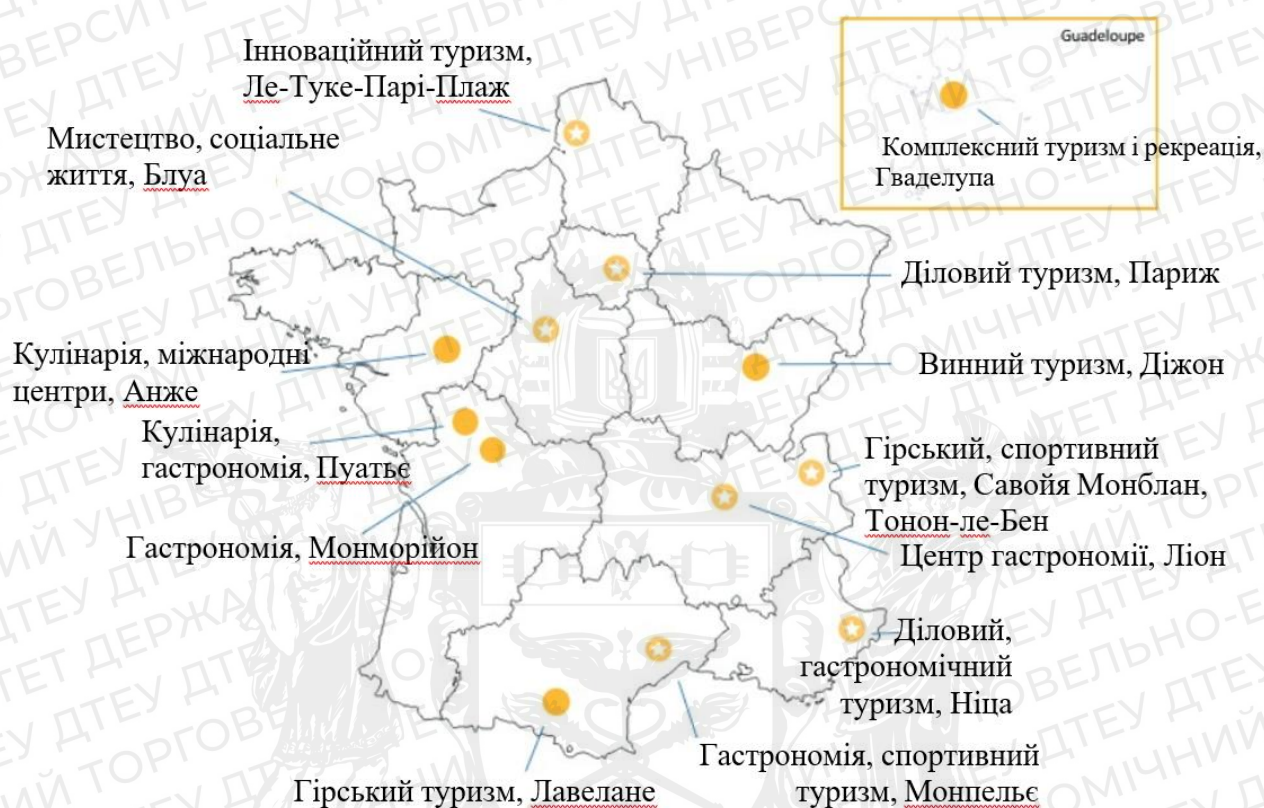 Інноваційний туризм,
Ле-Туке-Парі-Плаж
Guadeloupe
Комплексний туризм і рекреація,
Гваделупа
Мистецтво, соціальне
життя, Блуа
Діловий туризм, Париж
Кулінарія, міжнародні
центри, Анже
Винний туризм, Діжон
Кулінарія,
гастрономія, Пуатьє
Гірський, спортивний
туризм, Савойя Монблан,
Тонон-ле-Бен
Гастрономія, Монморійон
Центр гастрономії, Ліон
Діловий,
гастрономічний
туризм, Ніца
Гастрономія, спортивний
туризм, Монпельє
Гірський туризм, Лавелане